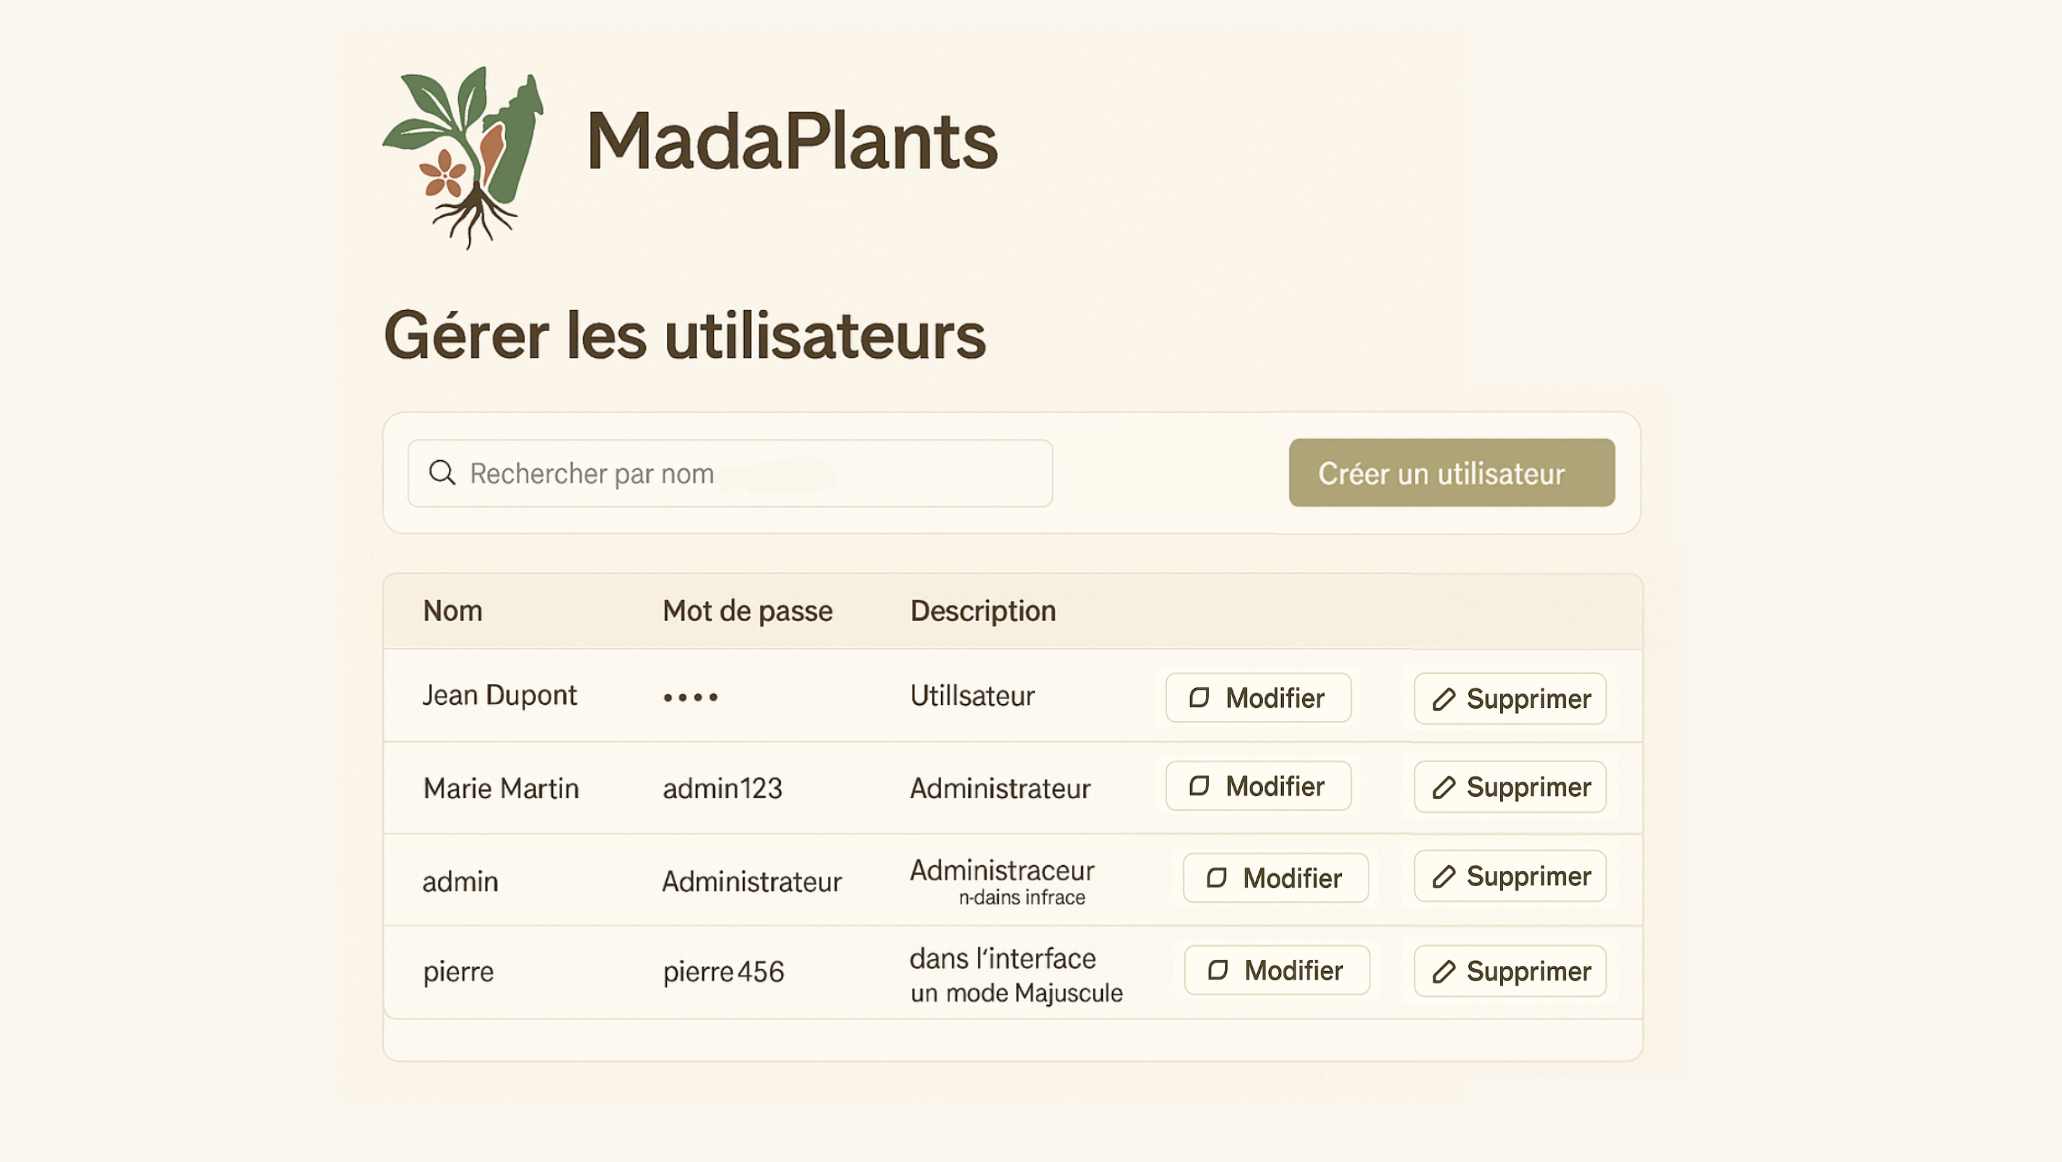 MadaPlants
Gérer les utilisateurs
Rechercher par nom
Créer un utilisateur
Nom Mot de passe Description
Jean Dupont •••• Utillsateur Modifier Supprimer
Marie Martin admin123 Administrateur Modifier Supprimer
admin Administrateur Administraceur Modifier Supprimer
n-dains infrace
pierre pierre 456 dans l'interface Modifier Supprimer
un mode Majuscule